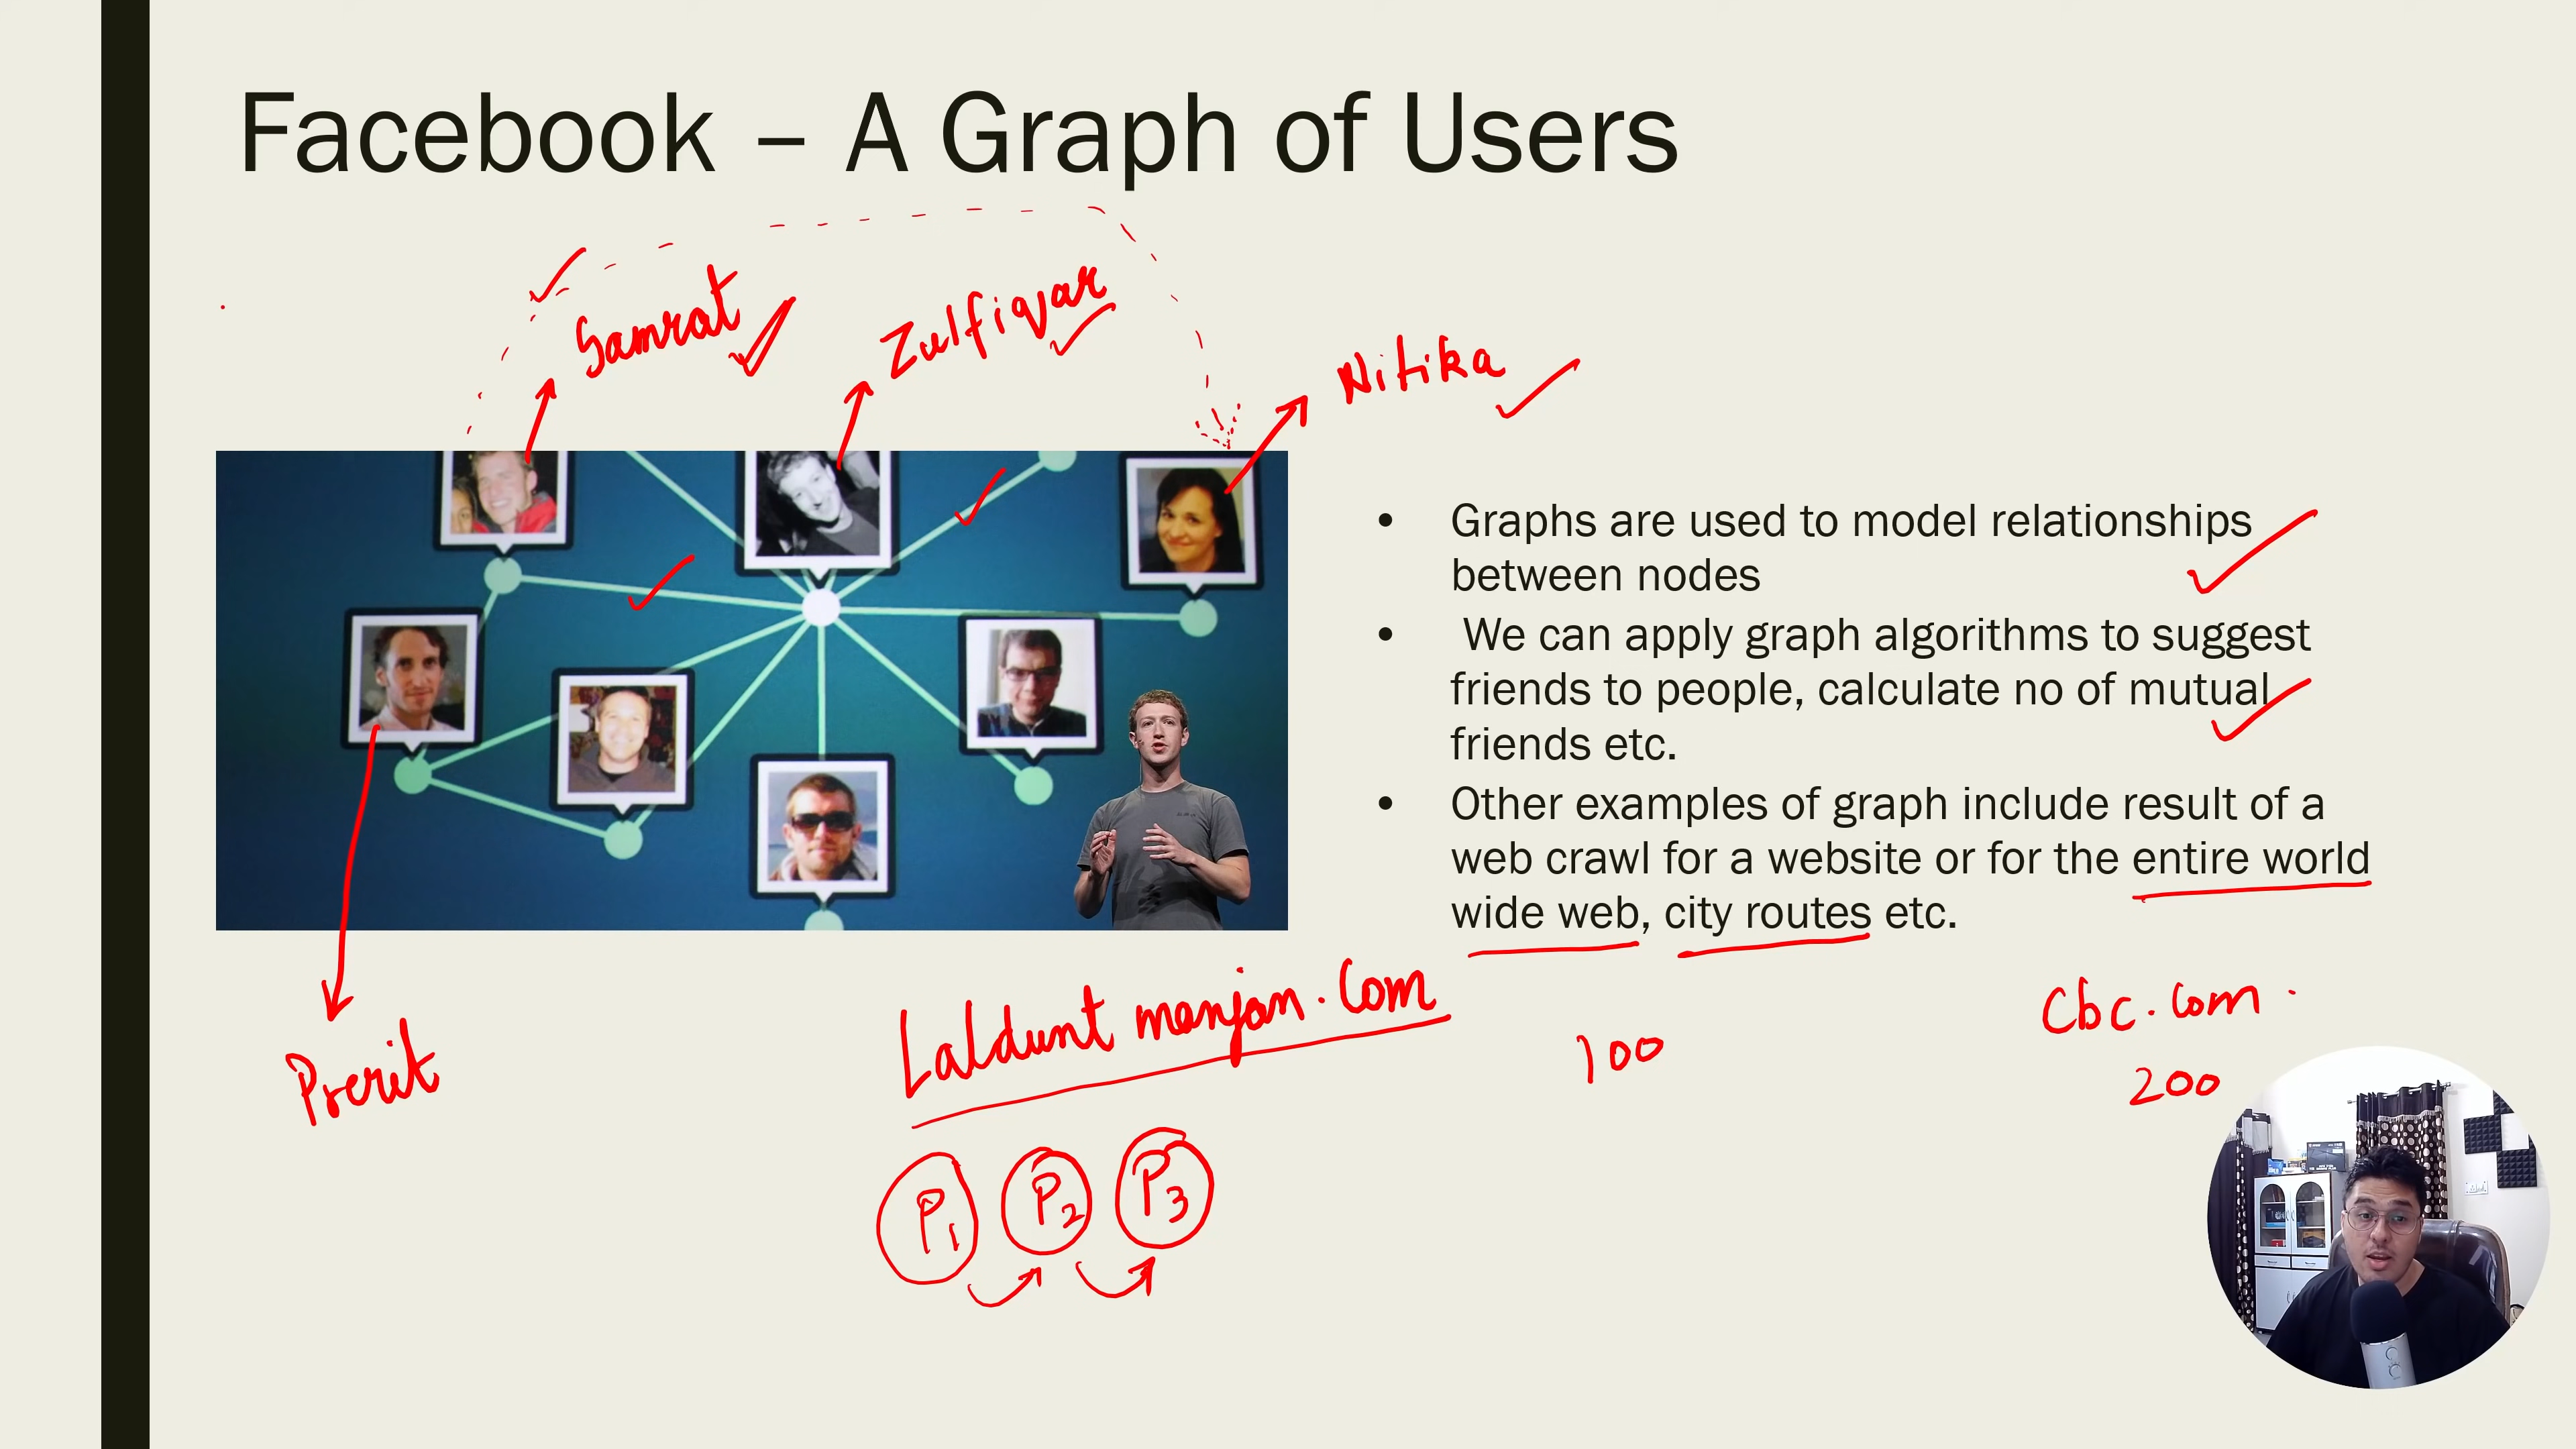 Facebook – A Graph of Users
Samrat
Zulfiqar
Nitika
• Graphs are used to model relationships
between nodes
• We can apply graph algorithms to suggest
friends to people, calculate no of mutual
friends etc.
• Other examples of graph include result of a
web crawl for a website or for the entire world
wide web, city routes etc.
Prerit
Laldunt manjan.Com
100
Cbc.com
200
P1 P2 P3